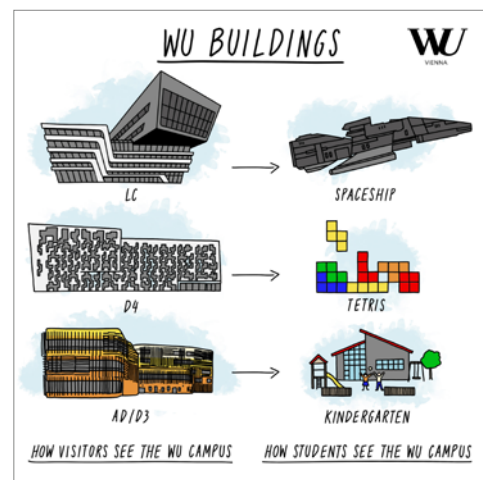 WU BUILDINGS
WU
VIENNA
LC
SPACESHIP
D4
TETRIS
AD/D3
KINDERGARTEN
HOW VISITORS SEE THE WU CAMPUS
HOW STUDENTS SEE THE WU CAMPUS